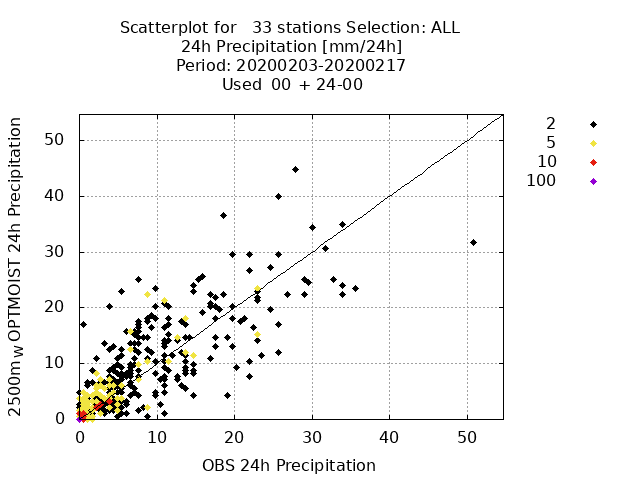 Scatterplot for   33 stations Selection: ALL
24h Precipitation [mm/24h]
Period: 20200203-20200217
Used  00  + 24-00
2
5
10
100
2500m_W OPTMOIST 24h Precipitation
50
40
30
20
10
0
0 10 20 30 40 50
OBS 24h Precipitation